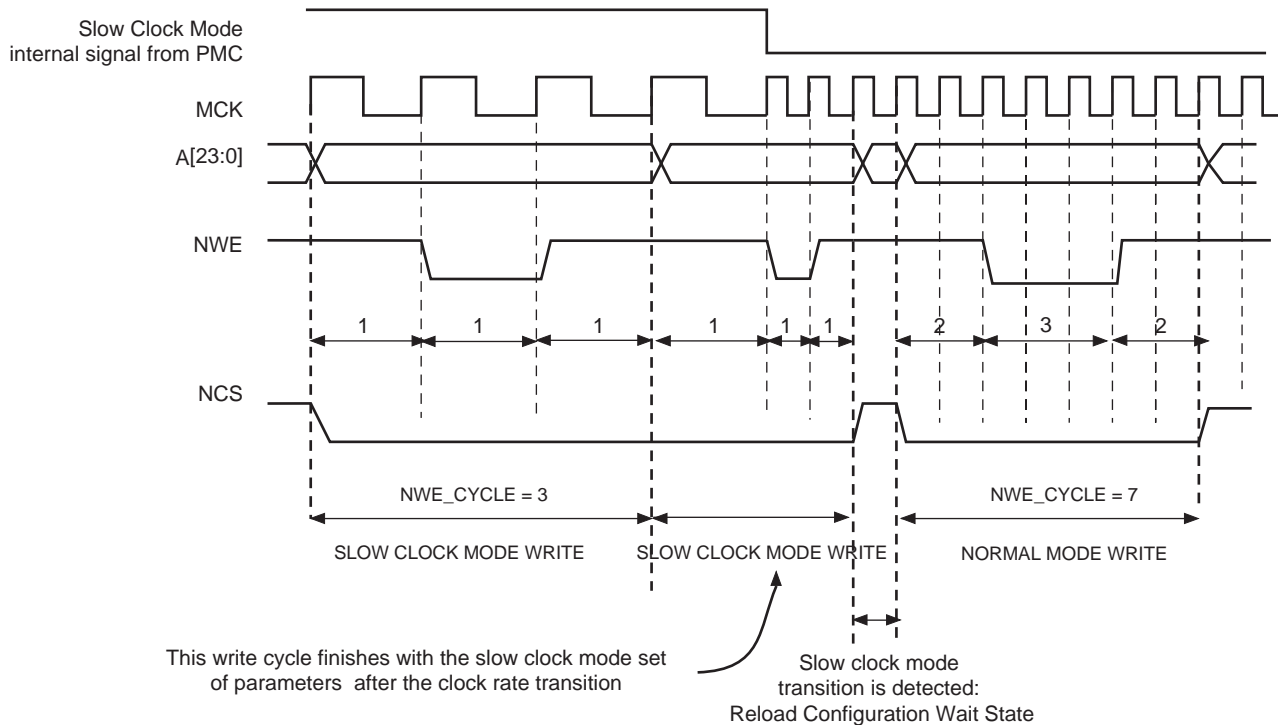 Slow Clock Mode
internal signal from PMC
MCK
A[23:0]
NWE
1 1 1 1 1 1 2 3 2
NCS
NWE_CYCLE = 3 NWE_CYCLE = 7
SLOW CLOCK MODE WRITE SLOW CLOCK MODE WRITE NORMAL MODE WRITE
This write cycle finishes with the slow clock mode set
of parameters after the clock rate transition
Slow clock mode
transition is detected:
Reload Configuration Wait State